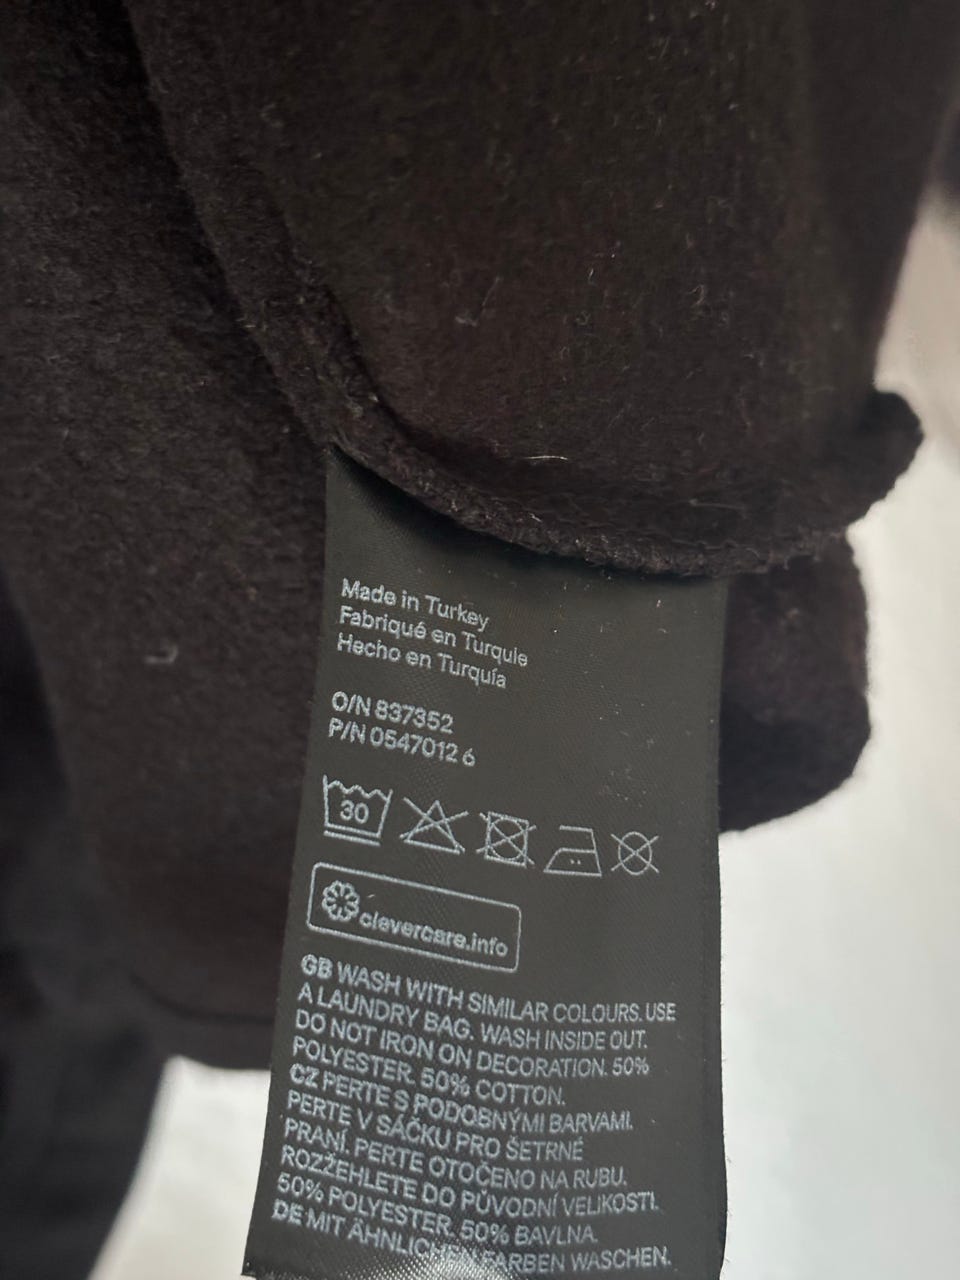 Made in Turkey
Fabriqué en Turquie
Hecho en Turquía
O/N 837352
P/N 0547012 6
30
clevercare.info
GB WASH WITH SIMILAR COLOURS. USE
A LAUNDRY BAG. WASH INSIDE OUT.
DO NOT IRON ON DECORATION. 50%
POLYESTER. 50% COTTON.
CZ PERTE S PODOBNÝMI BARVAMI.
PERTE V SÁČKU PRO ŠETRNÉ
PRANÍ. PERTE OTOČENO NA RUBU.
ROZŽEHLETE DO PŮVODNÍ VELIKOSTI.
50% POLYESTER. 50% BAVLNA.
DE MIT ÄHNLICHEN FARBEN WASCHEN.